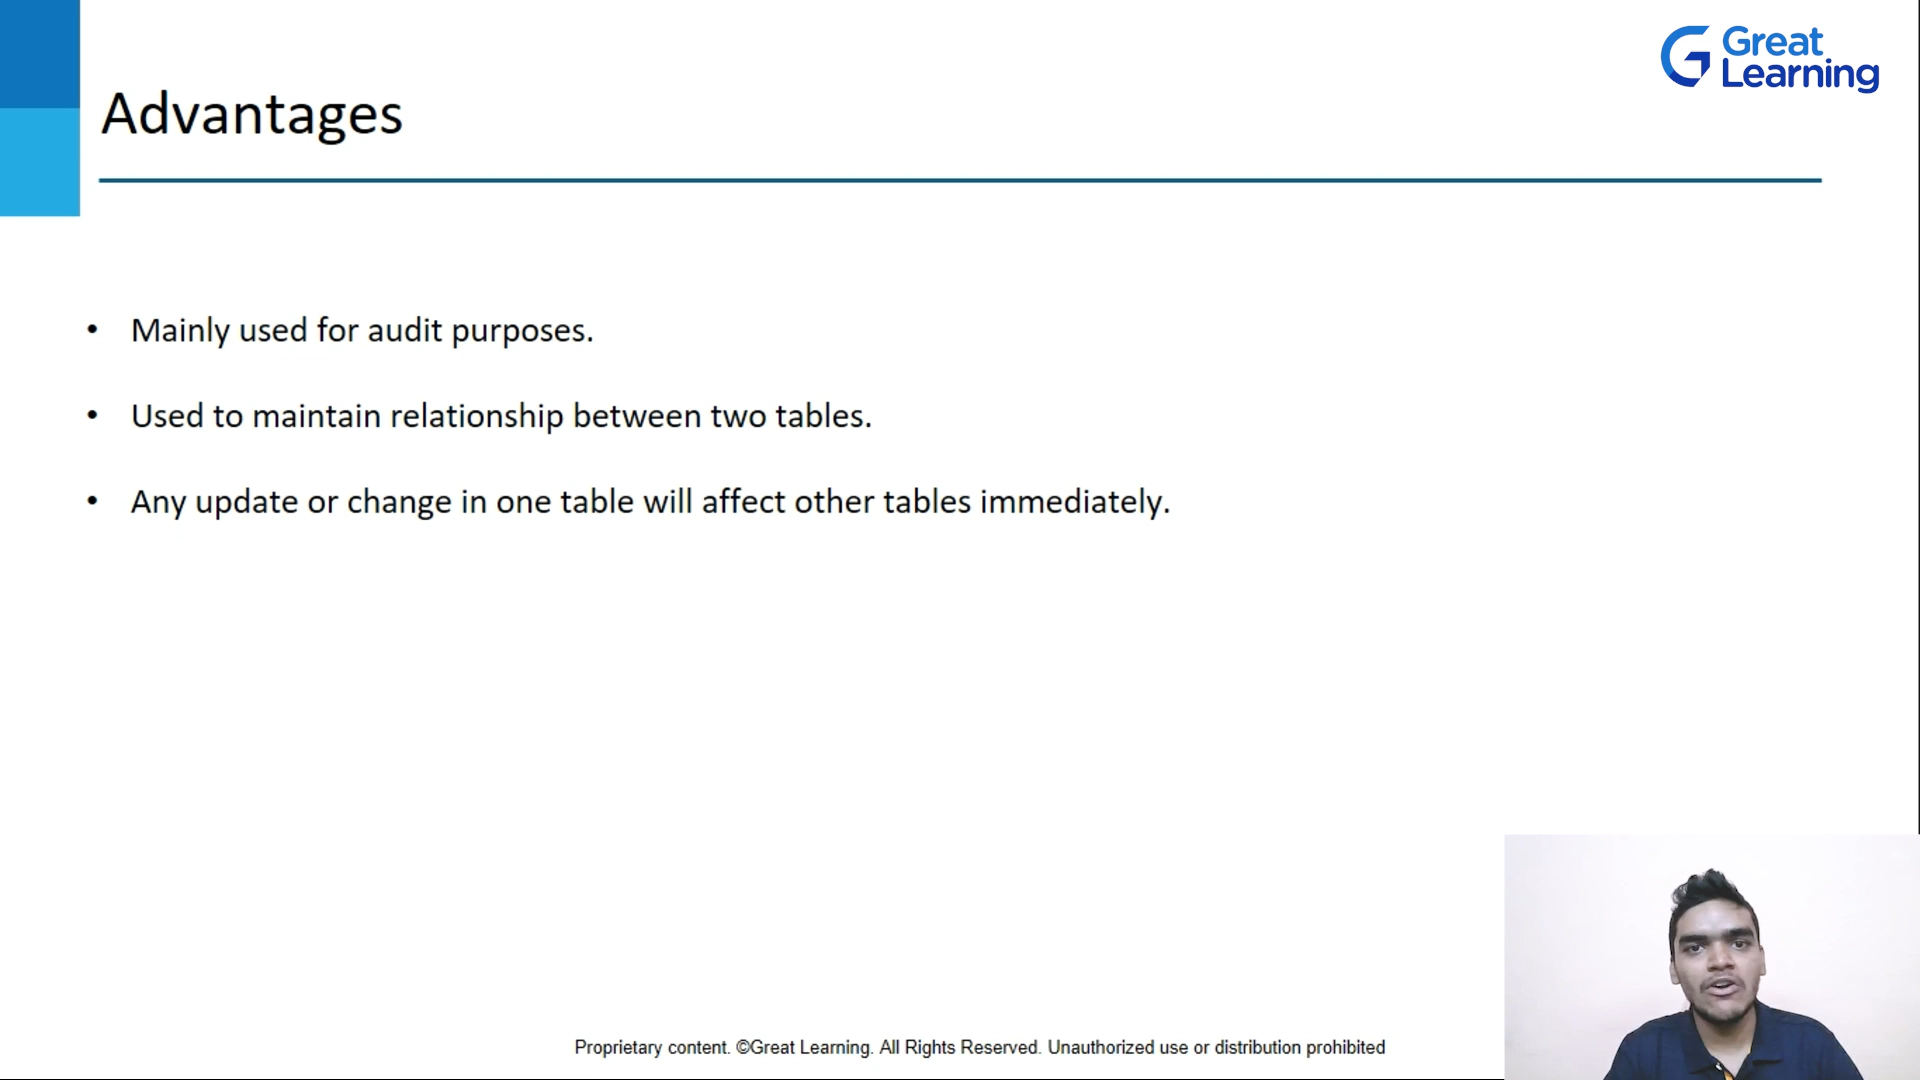 Great
Learning
Advantages
• Mainly used for audit purposes.
• Used to maintain relationship between two tables.
• Any update or change in one table will affect other tables immediately.
Proprietary content. ©Great Learning. All Rights Reserved. Unauthorized use or distribution prohibited